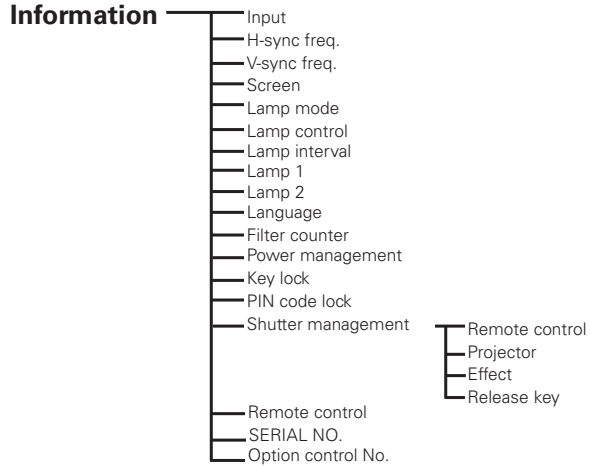 Information
Input
H-sync freq.
V-sync freq.
Screen
Lamp mode
Lamp control
Lamp interval
Lamp 1
Lamp 2
Language
Filter counter
Power management
Key lock
PIN code lock
Shutter management
Remote control
Projector
Effect
Release key
Remote control
SERIAL NO.
Option control No.